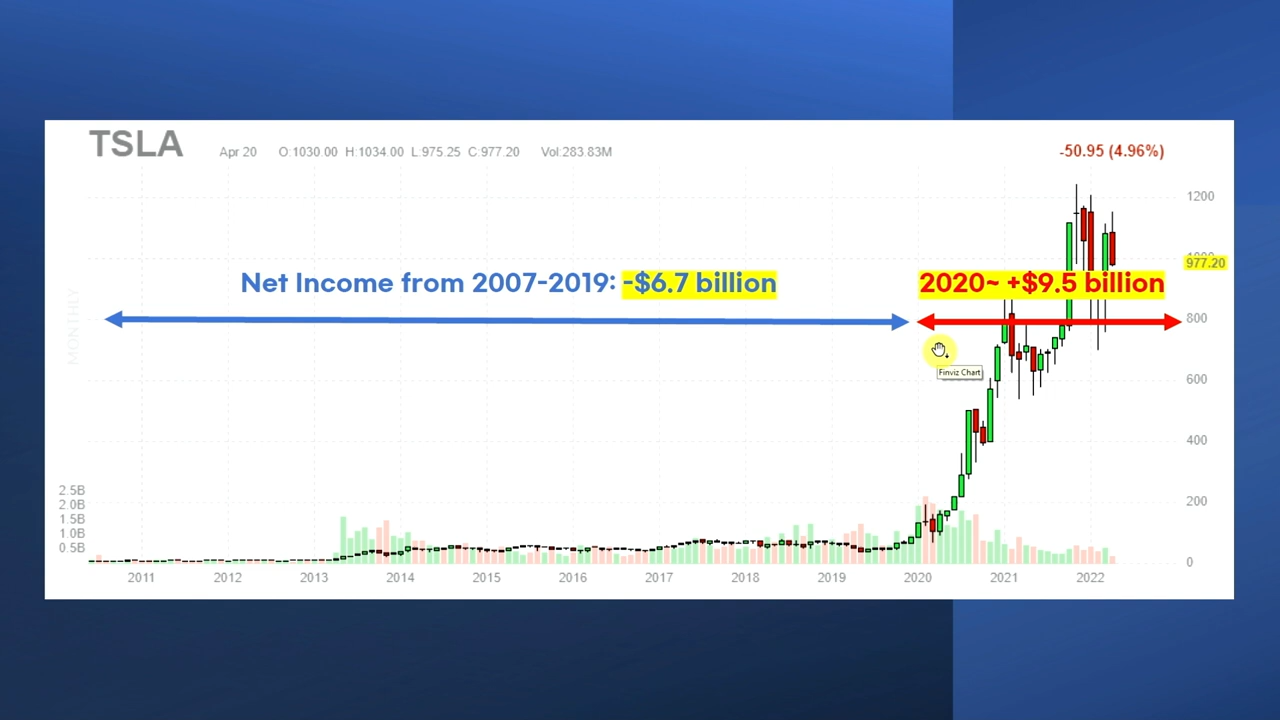 TSLA
Apr 20 O:1030.00 H:1034.00 L:975.25 C:977.20 Vol:283.83M
-50.95 (4.96%)
1200
977.20
Net Income from 2007-2019: -$6.7 billion
2020~ +$9.5 billion
800
MONTHLY
Finviz Chart
600
400
200
0
2.5B
2.0B
1.5B
1.0B
0.5B
2011 2012 2013 2014 2015 2016 2017 2018 2019 2020 2021 2022